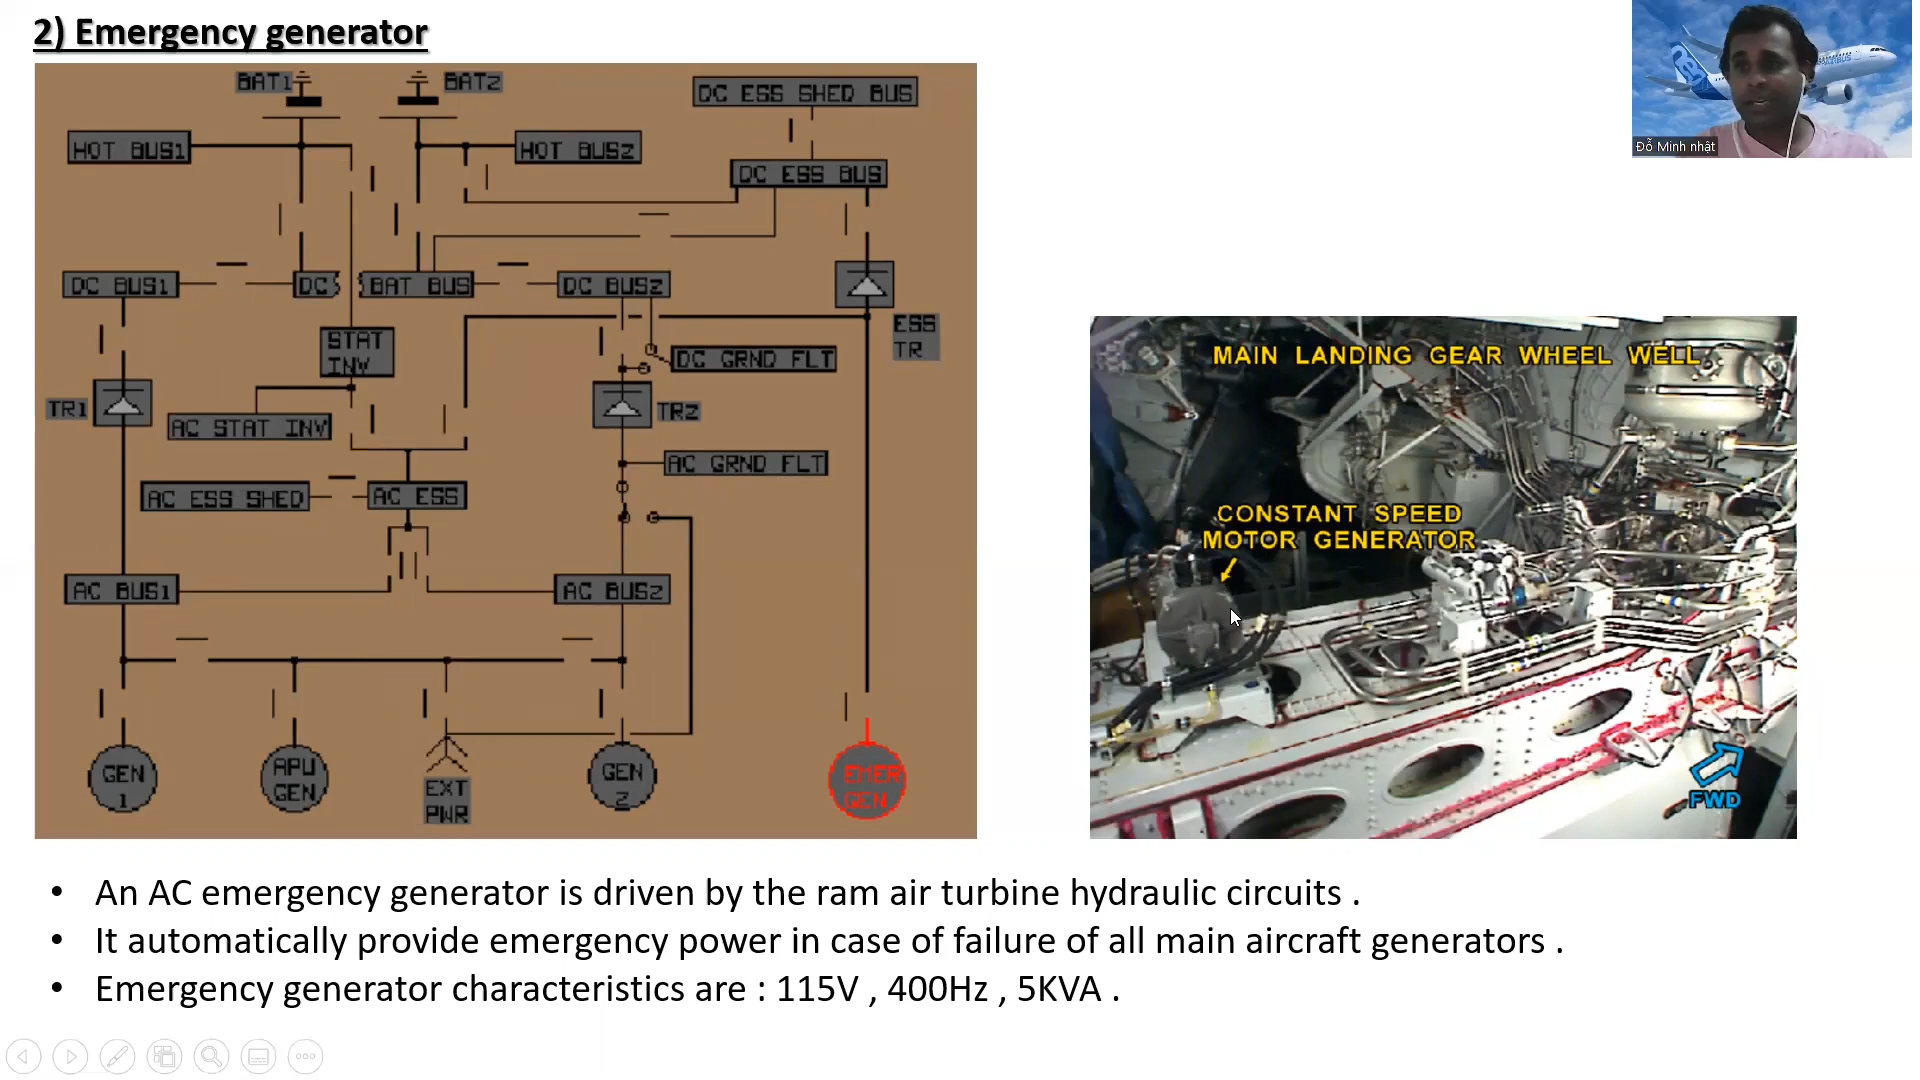 2) Emergency generator
BAT1
BAT2
DC ESS SHED BUS
HOT BUS1
HOT BUS2
DC ESS BUS
DC BUS1
DC
BAT BUS
DC BUS2
STAT
INV
ESS
TR
DC GRND FLT
TR1
AC STAT INV
TR2
AC GRND FLT
AC ESS SHED
AC ESS
AC BUS1
AC BUS2
GEN
1
APU
GEN
EXT
PWR
GEN
2
EMER
GEN
Đỗ Minh nhật
MAIN LANDING GEAR WHEEL WELL
CONSTANT SPEED
MOTOR GENERATOR
FWD
• An AC emergency generator is driven by the ram air turbine hydraulic circuits .
• It automatically provide emergency power in case of failure of all main aircraft generators .
• Emergency generator characteristics are : 115V , 400Hz , 5KVA .